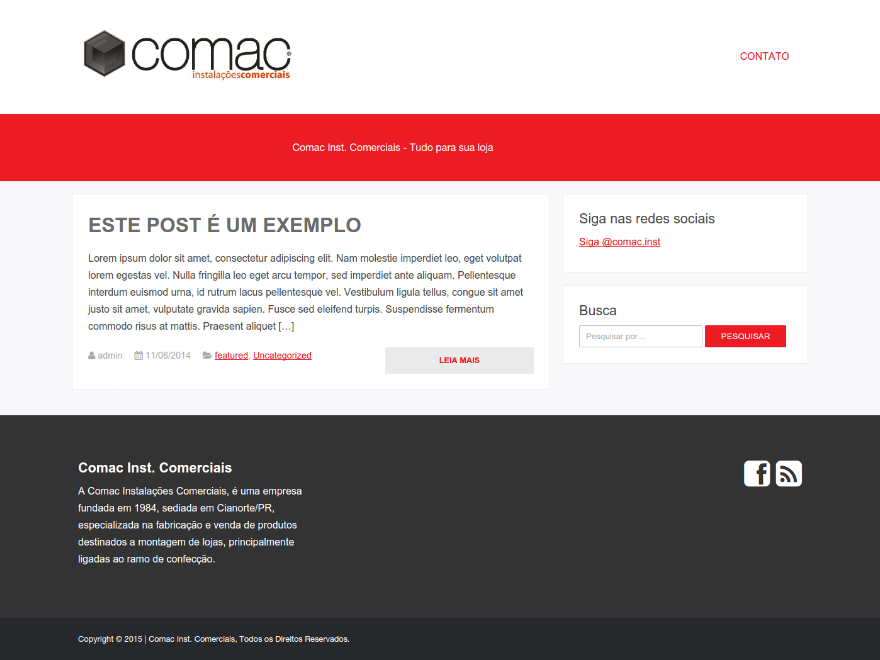 comac
instalaçõescomerciais
CONTATO
Comac Inst. Comerciais - Tudo para sua loja
ESTE POST É UM EXEMPLO
Lorem ipsum dolor sit amet, consectetur adipiscing elit. Nam molestie imperdiet leo, eget volutpat
lorem egestas vel. Nulla fringilla leo eget arcu tempor, sed imperdiet ante aliquam. Pellentesque
interdum euismod urna, id rutrum lacus pellentesque vel. Vestibulum ligula tellus, congue sit amet
justo sit amet, vulputate gravida sapien. Fusce sed eleifend turpis. Suspendisse fermentum
commodo risus at mattis. Praesent aliquet […]
admin 11/06/2014 featured, Uncategorized
LEIA MAIS
Siga nas redes sociais
Siga @comac.inst
Busca
Pesquisar por...
PESQUISAR
Comac Inst. Comerciais
A Comac Instalações Comerciais, é uma empresa
fundada em 1984, sediada em Cianorte/PR,
especializada na fabricação e venda de produtos
destinados a montagem de lojas, principalmente
ligadas ao ramo de confecção.
Copyright © 2015 | Comac Inst. Comerciais, Todos os Direitos Reservados.